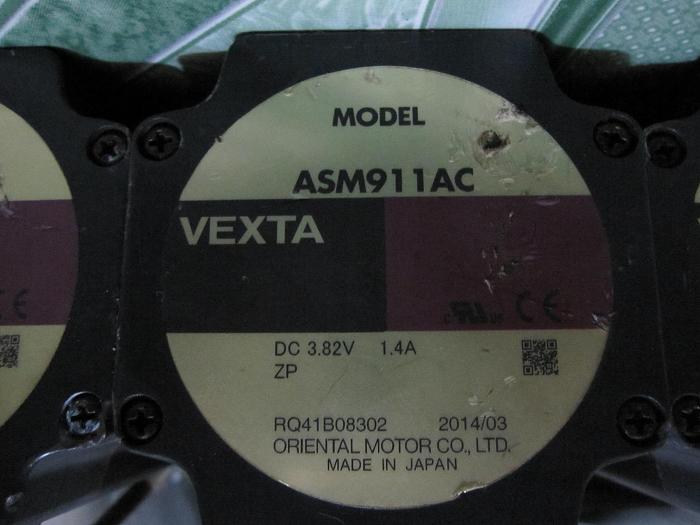 MODEL
ASM911AC
VEXTA
DC 3.82V 1.4A
ZP
RQ41B08302 2014/03
ORIENTAL MOTOR CO., LTD.
MADE IN JAPAN